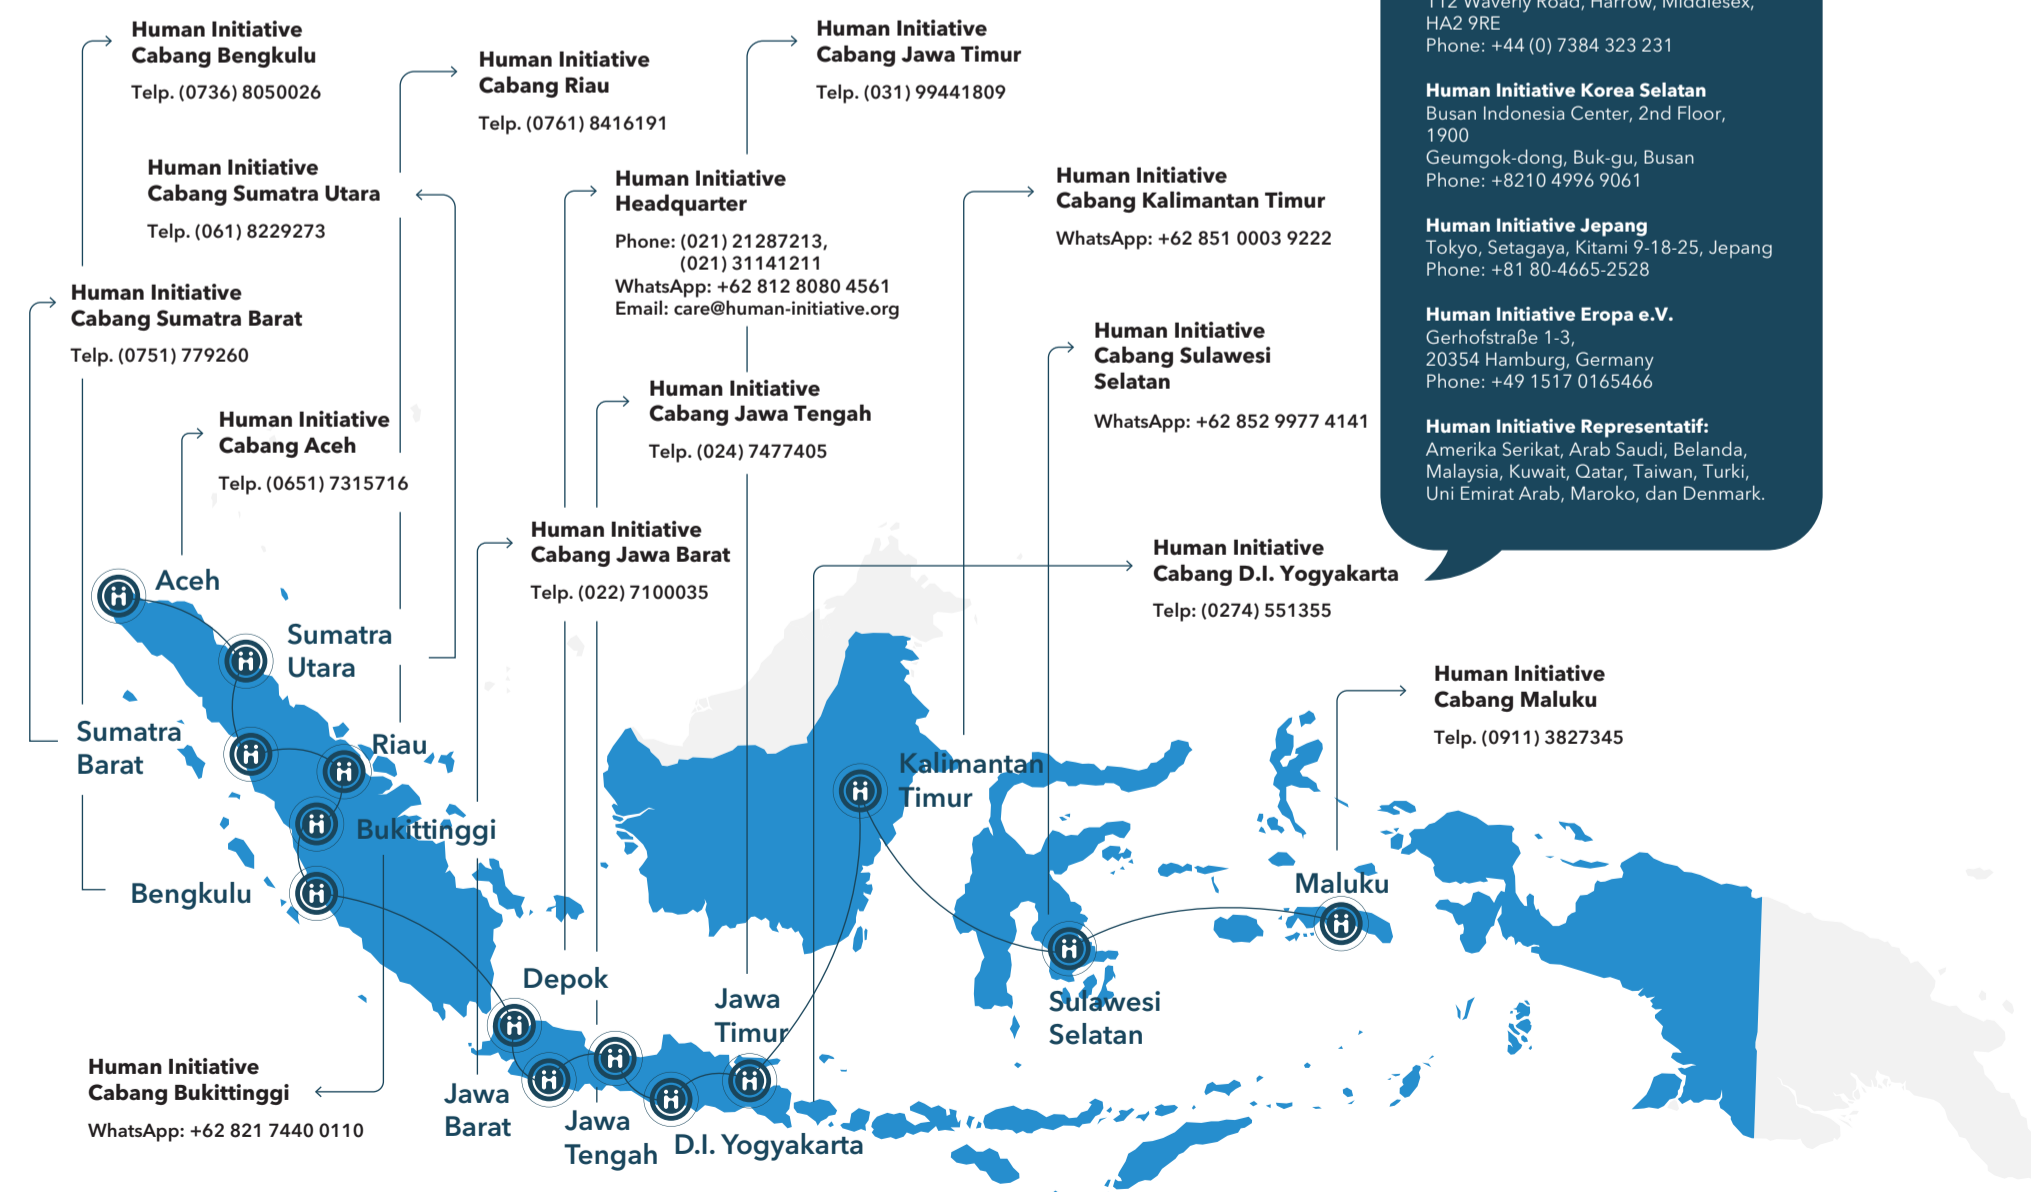 Human Initiative
Cabang Bengkulu
Telp. (0736) 8050026
Human Initiative
Cabang Riau
Telp. (0761) 8416191
Human Initiative
Cabang Jawa Timur
Telp. (031) 99441809
Human Initiative
Cabang Sumatra Utara
Telp. (061) 8229273
Human Initiative
Headquarter
Phone: (021) 21287213,
(021) 31141211
WhatsApp: +62 812 8080 4561
Email: care@human-initiative.org
Human Initiative
Cabang Kalimantan Timur
WhatsApp: +62 851 0003 9222
Human Initiative
Cabang Sumatra Barat
Telp. (0751) 779260
Human Initiative
Cabang Sulawesi
Selatan
WhatsApp: +62 852 9977 4141
Human Initiative
Cabang Jawa Tengah
Telp. (024) 7477405
Human Initiative
Cabang Aceh
Telp. (0651) 7315716
Human Initiative
Cabang Jawa Barat
Telp. (022) 7100035
Human Initiative
Cabang D.I. Yogyakarta
Telp: (0274) 551355
Human Initiative
Cabang Maluku
Telp. (0911) 3827345
Human Initiative
Cabang Bukittinggi
WhatsApp: +62 821 7440 0110
112 Waverly Road, Harrow, Middlesex,
HA2 9RE
Phone: +44 (0) 7384 323 231
Human Initiative Korea Selatan
Busan Indonesia Center, 2nd Floor,
1900
Geumgok-dong, Buk-gu, Busan
Phone: +8210 4996 9061
Human Initiative Jepang
Tokyo, Setagaya, Kitami 9-18-25, Jepang
Phone: +81 80-4665-2528
Human Initiative Eropa e.V.
Gerhofstraße 1-3,
20354 Hamburg, Germany
Phone: +49 1517 0165466
Human Initiative Representatif:
Amerika Serikat, Arab Saudi, Belanda,
Malaysia, Kuwait, Qatar, Taiwan, Turki,
Uni Emirat Arab, Maroko, dan Denmark.
Aceh
Sumatra
Utara
Sumatra
Barat
Riau
Bukittinggi
Bengkulu
Depok
Jawa
Barat
Jawa
Tengah
D.I. Yogyakarta
Jawa
Timur
Kalimantan
Timur
Sulawesi
Selatan
Maluku